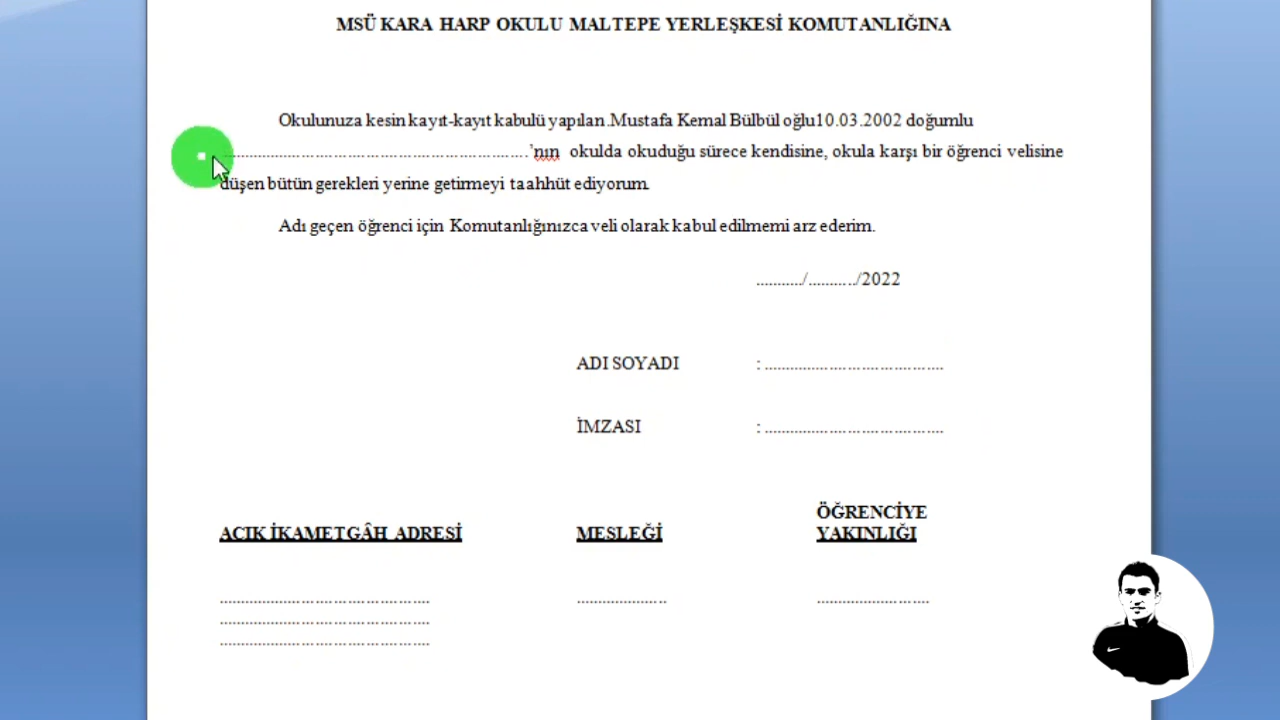 MSÜ KARA HARP OKULU MALTEPE YERLEŞKESİ KOMUTANLIĞINA
Okulunuza kesin kayıt-kayıt kabulü yapılan .Mustafa Kemal Bülbül oğlu10.03.2002 doğumlu
....................................................................'nın okulda okuduğu sürece kendisine, okula karşı bir öğrenci velisine
düşen bütün gerekleri yerine getirmeyi taahhüt ediyorum.
Adı geçen öğrenci için Komutanlığınızca veli olarak kabul edilmemi arz ederim.
.........../.........../2022
ADI SOYADI : ........................................
İMZASI : ........................................
AÇIK İKAMETGÂH ADRESİ MESLEĞİ ÖĞRENCİYE YAKINLIĞI
............................................... .................... .........................
...............................................
...............................................